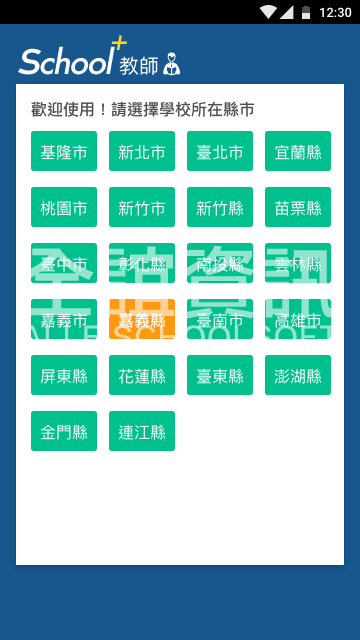 12:30
School+ 教師
歡迎使用！請選擇學校所在縣市
基隆市 新北市 臺北市 宜蘭縣
桃園市 新竹市 新竹縣 苗栗縣
臺中市 彰化縣 南投縣 雲林縣
全誼資訊
嘉義市 嘉義縣 臺南市 高雄市
屏東縣 花蓮縣 臺東縣 澎湖縣
金門縣 連江縣